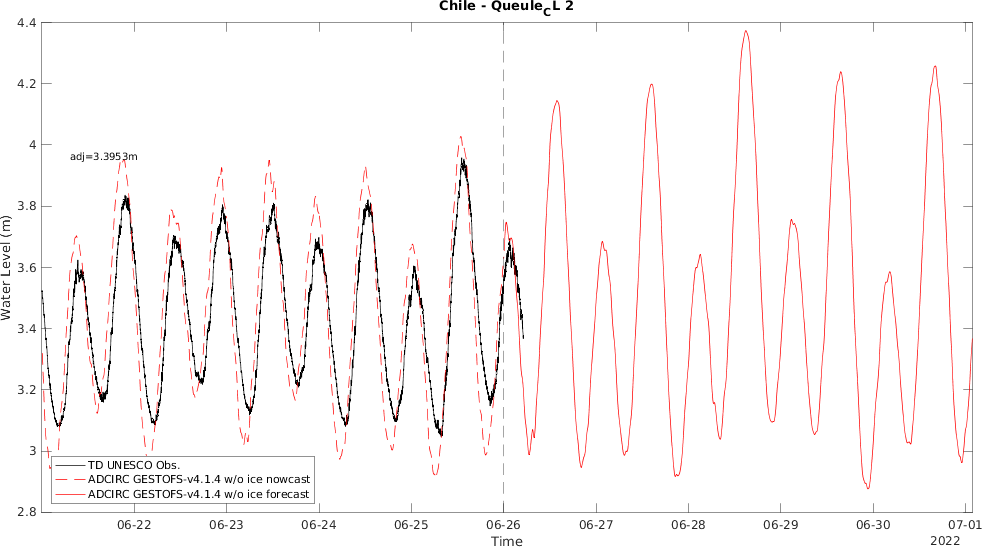 Chile - Queule_CL 2
4.4
4.2
4
3.8
3.6
3.4
3.2
3
2.8
Water Level (m)
adj=3.3953m
TD UNESCO Obs.
ADCIRC GESTOFS-v4.1.4 w/o ice nowcast
ADCIRC GESTOFS-v4.1.4 w/o ice forecast
06-22 06-23 06-24 06-25 06-26 06-27 06-28 06-29 06-30 07-01
Time
2022